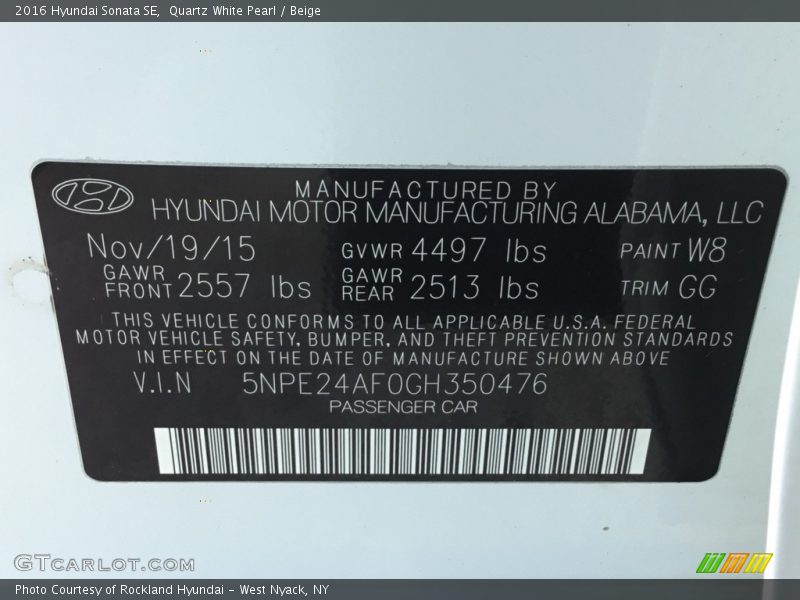 2016 Hyundai Sonata SE,  Quartz White Pearl / Beige
MANUFACTURED BY
HYUNDAI MOTOR MANUFACTURING ALABAMA, LLC
Nov/19/15 GVWR 4497 lbs PAINT W8
GAWR FRONT 2557 lbs GAWR REAR 2513 lbs TRIM GG
THIS VEHICLE CONFORMS TO ALL APPLICABLE U.S.A. FEDERAL
MOTOR VEHICLE SAFETY, BUMPER, AND THEFT PREVENTION STANDARDS
IN EFFECT ON THE DATE OF MANUFACTURE SHOWN ABOVE
V.I.N 5NPE24AF0GH350476
PASSENGER CAR
GTCarLot.com
Photo Courtesy of Rockland Hyundai - West Nyack, NY